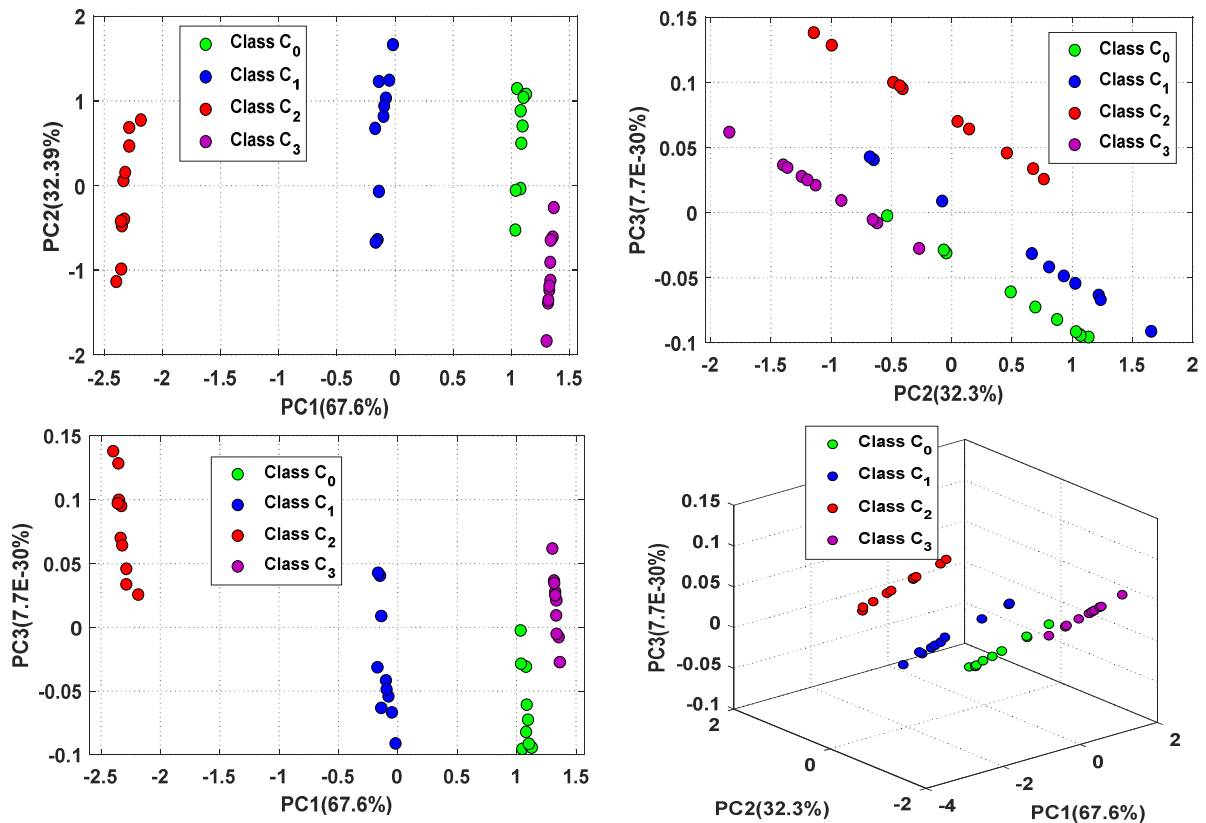 2
1
0
-1
-2
PC2(32.39%)
-2.5 -2 -1.5 -1 -0.5 0 0.5 1 1.5
PC1(67.6%)
Class C0
Class C1
Class C2
Class C3
0.15
0.1
0.05
0
-0.05
-0.1
PC3(7.7E-30%)
-2 -1.5 -1 -0.5 0 0.5 1 1.5 2
PC2(32.3%)
Class C0
Class C1
Class C2
Class C3
0.15
0.1
0.05
0
-0.05
-0.1
PC3(7.7E-30%)
-2.5 -2 -1.5 -1 -0.5 0 0.5 1 1.5
PC1(67.6%)
Class C0
Class C1
Class C2
Class C3
Class C0
Class C1
Class C2
Class C3
0.15
0.1
0.05
0
-0.05
-0.1
PC3(7.7E-30%)
2
0
-2
PC2(32.3%)
-4
-2
0
2
PC1(67.6%)